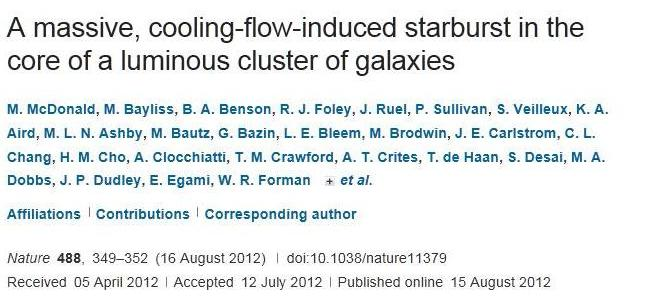 A massive, cooling-flow-induced starburst in the
core of a luminous cluster of galaxies
M. McDonald, M. Bayliss, B. A. Benson, R. J. Foley, J. Ruel, P. Sullivan, S. Veilleux, K. A.
Aird, M. L. N. Ashby, M. Bautz, G. Bazin, L. E. Bleem, M. Brodwin, J. E. Carlstrom, C. L.
Chang, H. M. Cho, A. Clocchiatti, T. M. Crawford, A. T. Crites, T. de Haan, S. Desai, M. A.
Dobbs, J. P. Dudley, E. Egami, W. R. Forman + et al.
Affiliations | Contributions | Corresponding author
Nature 488, 349–352 (16 August 2012) | doi:10.1038/nature11379
Received 05 April 2012 | Accepted 12 July 2012 | Published online 15 August 2012